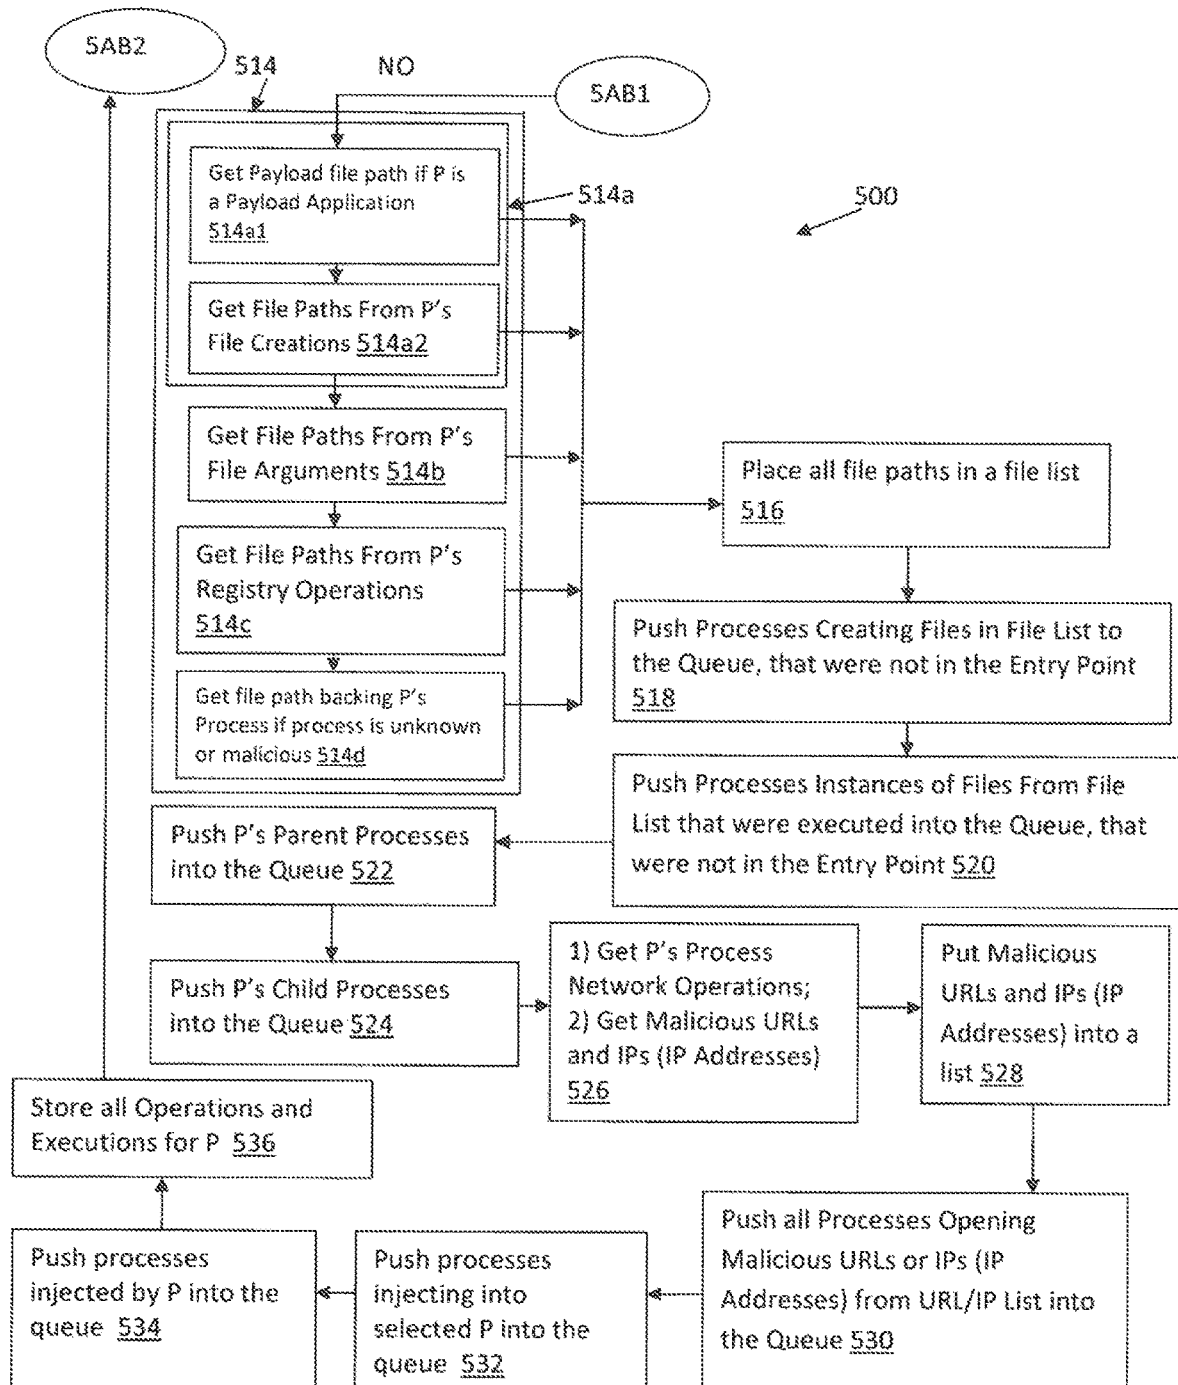 5AB2
514
NO
5AB1
Get Payload file path if P is
a Payload Application
514a1
514a
500
Get File Paths From P's
File Creations 514a2
Get File Paths From P's
File Arguments 514b
Place all file paths in a file list
516
Get File Paths From P's
Registry Operations
514c
Push Processes Creating Files in File List to
the Queue, that were not in the Entry Point
518
Get file path backing P's
Process if process is unknown
or malicious 514d
Push Processes Instances of Files From File
List that were executed into the Queue, that
were not in the Entry Point 520
Push P's Parent Processes
into the Queue 522
Push P's Child Processes
into the Queue 524
1) Get P's Process
Network Operations;
2) Get Malicious URLs
and IPs (IP Addresses)
526
Put Malicious
URLs and IPs (IP
Addresses) into a
list 528
Store all Operations and
Executions for P 536
Push all Processes Opening
Malicious URLs or IPs (IP
Addresses) from URL/IP List into
the Queue 530
Push processes
injecting into
selected P into the
queue 532
Push processes
injected by P into the
queue 534